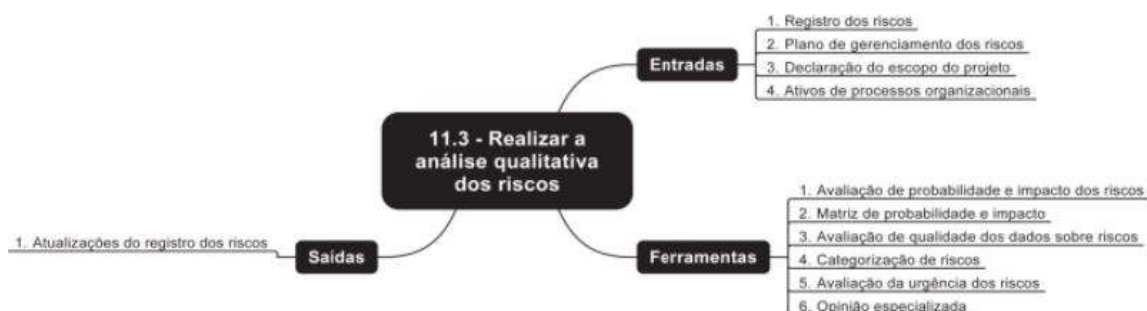 11.3 - Realizar a
análise qualitativa
dos riscos
Entradas
1. Registro dos riscos
2. Plano de gerenciamento dos riscos
3. Declaração do escopo do projeto
4. Ativos de processos organizacionais
Ferramentas
1. Avaliação de probabilidade e impacto dos riscos
2. Matriz de probabilidade e impacto
3. Avaliação de qualidade dos dados sobre riscos
4. Categorização de riscos
5. Avaliação da urgência dos riscos
6. Opinião especializada
Saídas
1. Atualizações do registro dos riscos